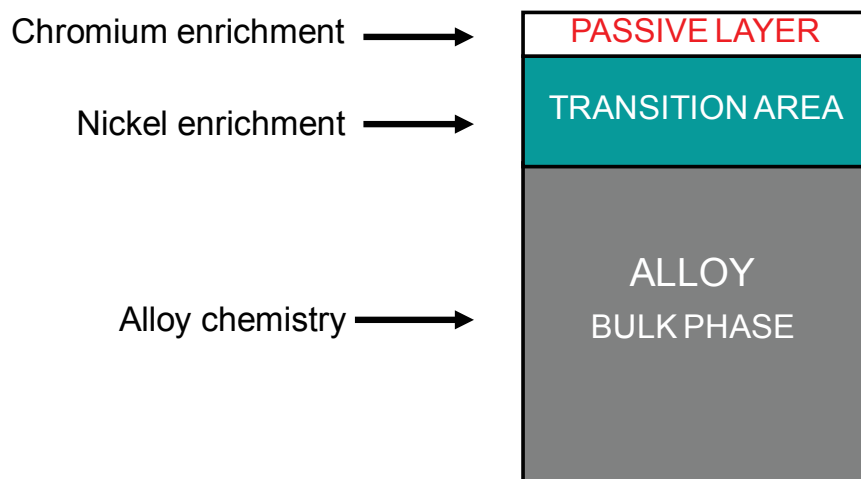 Chromium enrichment
PASSIVE LAYER
Nickel enrichment
TRANSITION AREA
Alloy chemistry
ALLOY
BULK PHASE